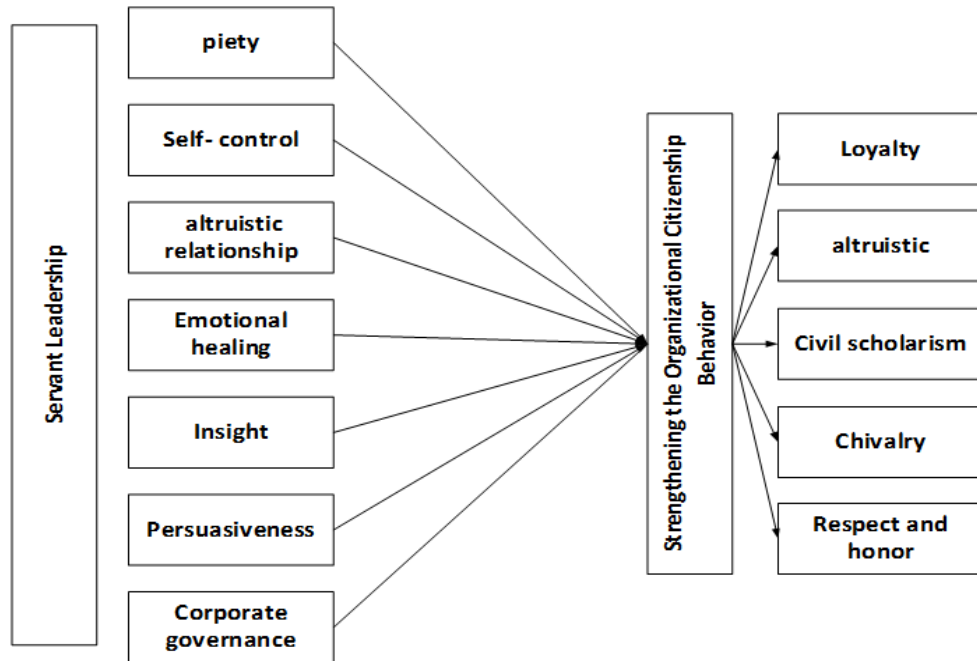 Servant Leadership
piety
Self- control
altruistic
relationship
Emotional
healing
Insight
Persuasiveness
Corporate
governance
Strengthening the Organizational Citizenship
Behavior
Loyalty
altruistic
Civil scholarism
Chivalry
Respect and
honor